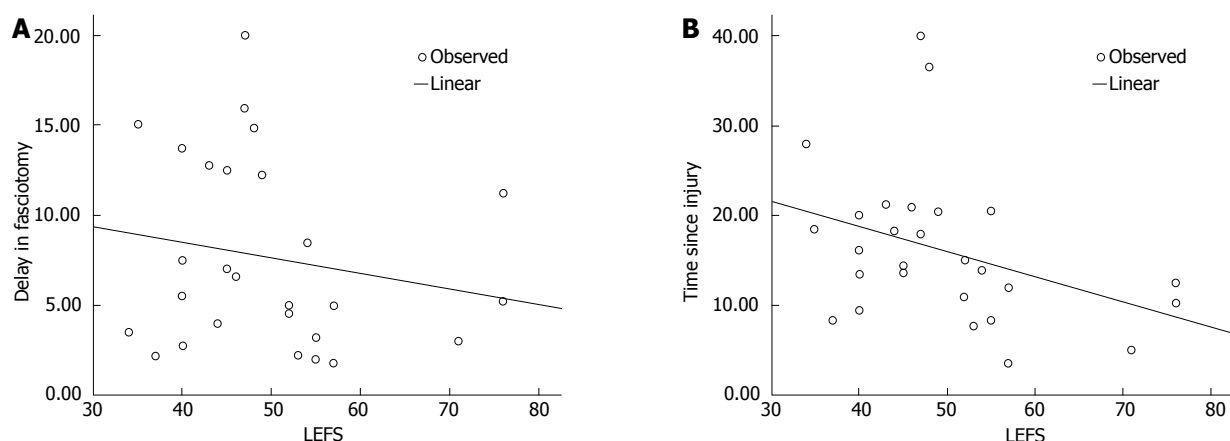 A
20.00
15.00
10.00
5.00
0.00
Delay in fasciotomy
Observed
Linear
30 40 50 60 70 80
LEFS
B
40.00
30.00
20.00
10.00
0.00
Time since injury
Observed
Linear
30 40 50 60 70 80
LEFS